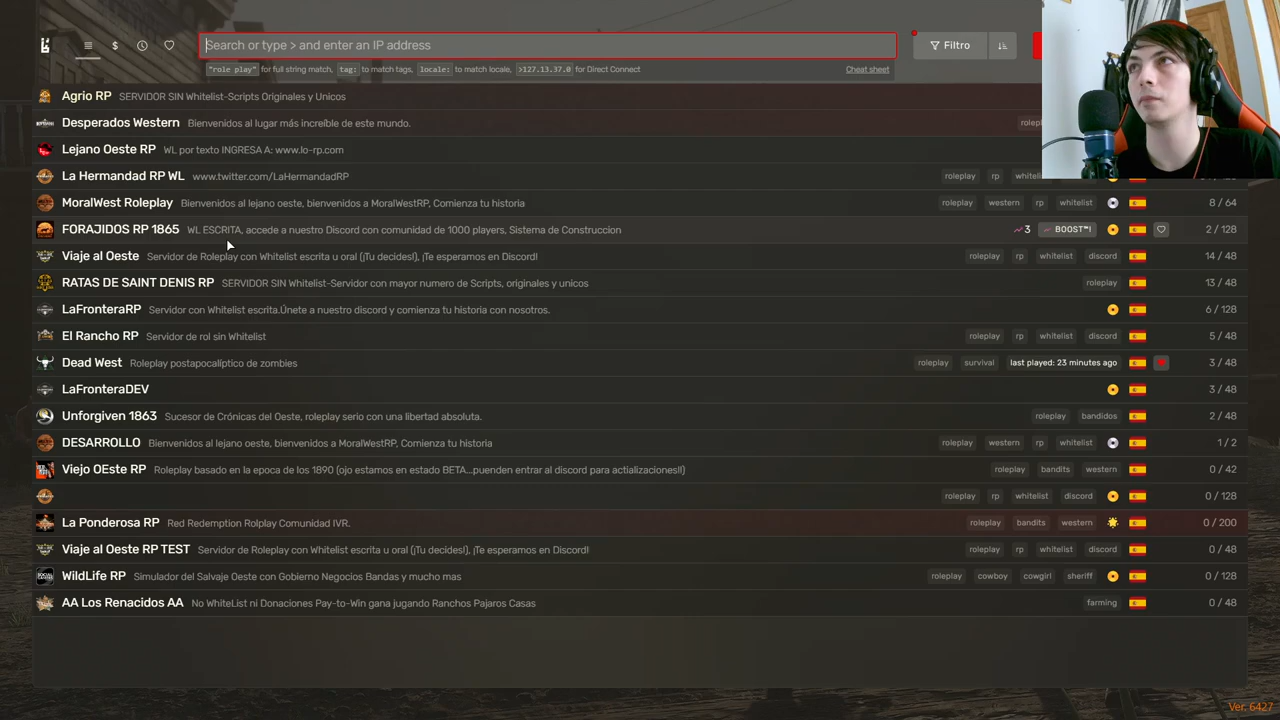 $ Search or type > and enter an IP address Filtro
"role play" for full string match, tag: to match tags, locale: to match locale, >127.13.37.0 for Direct Connect Cheat sheet
Agrio RP SERVIDOR SIN Whitelist-Scripts Originales y Unicos
Desperados Western Bienvenidos al lugar más increíble de este mundo.
Lejano Oeste RP WL por texto INGRESA A: www.lo-rp.com
La Hermandad RP WL www.twitter.com/LaHermandadRP roleplay rp
MoralWest Roleplay Bienvenidos al lejano oeste, bienvenidos a MoralWestRP, Comienza tu historia roleplay western rp whitelist 8 / 64
FORAJIDOS RP 1865 WL ESCRITA, accede a nuestro Discord con comunidad de 1000 players, Sistema de Construccion 3 BOOST™! 2 / 128
Viaje al Oeste Servidor de Roleplay con Whitelist escrita u oral (¡Tu decides!), ¡Te esperamos en Discord! roleplay rp whitelist discord 14 / 48
RATAS DE SAINT DENIS RP SERVIDOR SIN Whitelist-Servidor con mayor numero de Scripts, originales y unicos roleplay 13 / 48
LaFronteraRP Servidor con Whitelist escrita.Únete a nuestro discord y comienza tu historia con nosotros. 6 / 128
El Rancho RP Servidor de rol sin Whitelist roleplay rp whitelist discord 5 / 48
Dead West Roleplay postapocalíptico de zombies roleplay survival last played: 23 minutes ago 3 / 48
LaFronteraDEV 3 / 48
Unforgiven 1863 Sucesor de Crónicas del Oeste, roleplay serio con una libertad absoluta. roleplay bandidos 2 / 48
DESARROLLO Bienvenidos al lejano oeste, bienvenidos a MoralWestRP, Comienza tu historia roleplay western rp whitelist 1 / 2
Viejo OEste RP Roleplay basado en la epoca de los 1890 (ojo estamos en estado BETA...puenden entrar al discord para actializaciones!!) roleplay bandits western 0 / 42
roleplay rp whitelist discord 0 / 128
La Ponderosa RP Red Redemption Rolplay Comunidad IVR. roleplay bandits western 0 / 200
Viaje al Oeste RP TEST Servidor de Roleplay con Whitelist escrita u oral (¡Tu decides!), ¡Te esperamos en Discord! roleplay rp whitelist discord 0 / 48
WildLife RP Simulador del Salvaje Oeste con Gobierno Negocios Bandas y mucho mas roleplay cowboy cowgirl sheriff 0 / 128
AA Los Renacidos AA No WhiteList ni Donaciones Pay-to-Win gana jugando Ranchos Pajaros Casas farming 0 / 48
Ver. 6427